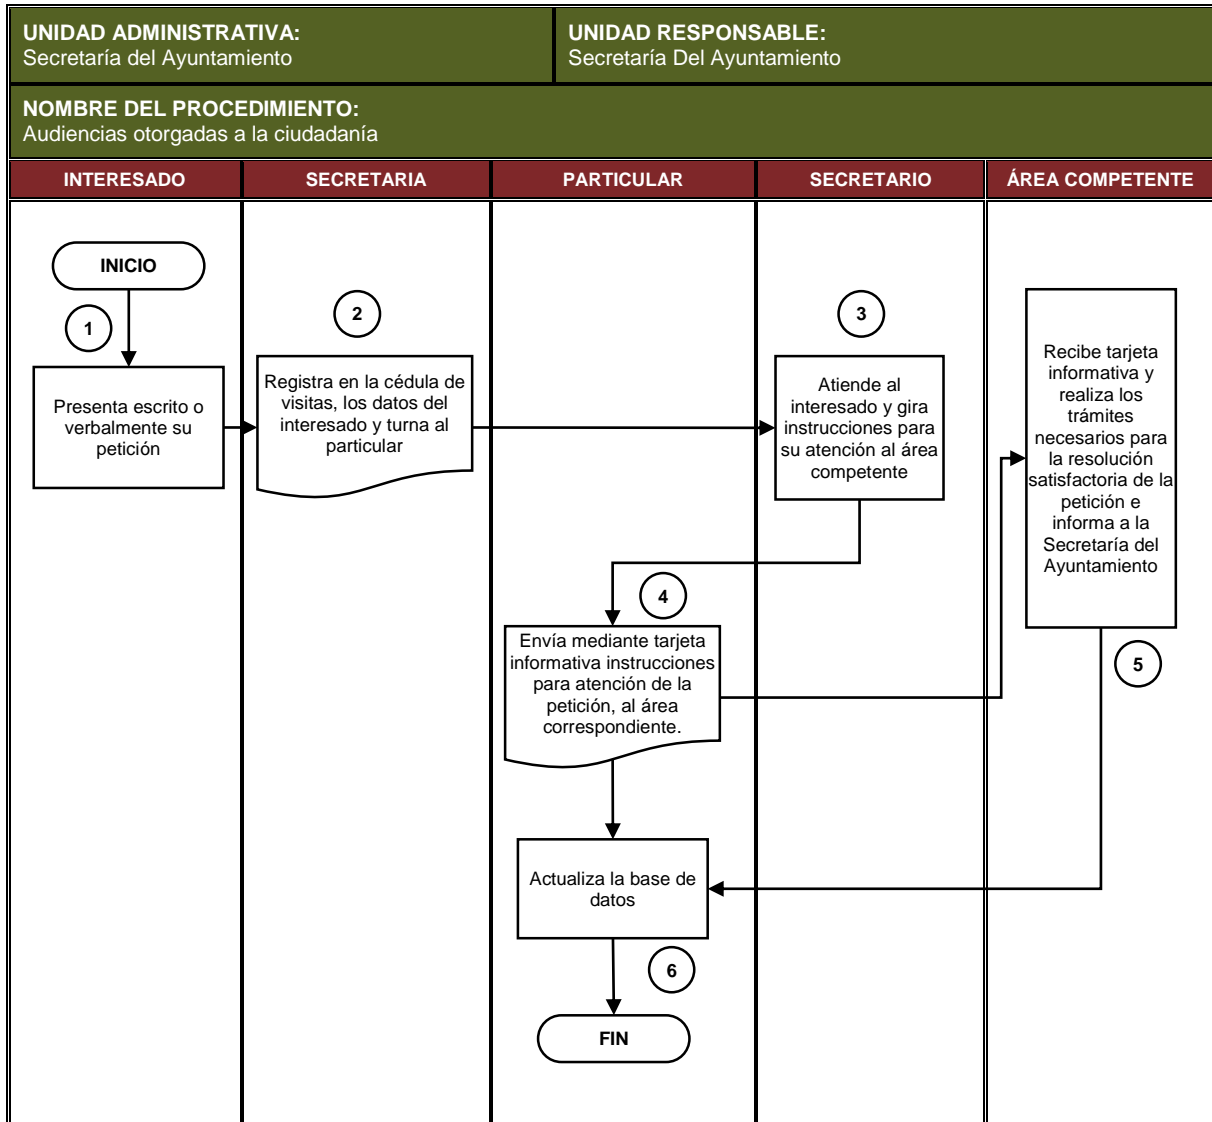 UNIDAD ADMINISTRATIVA:
Secretaría del Ayuntamiento
UNIDAD RESPONSABLE:
Secretaría Del Ayuntamiento
NOMBRE DEL PROCEDIMIENTO:
Audiencias otorgadas a la ciudadanía
INTERESADO
SECRETARIA
PARTICULAR
SECRETARIO
ÁREA COMPETENTE
INICIO
1
Presenta escrito o
verbalmente su
petición
2
Registra en la cédula de
visitas, los datos del
interesado y turna al
particular
3
Atiende al
interesado y gira
instrucciones para
su atención al área
competente
4
Envía mediante tarjeta
informativa instrucciones
para atención de la
petición, al área
correspondiente.
Recibe tarjeta
informativa y
realiza los
trámites
necesarios para
la resolución
satisfactoria de la
petición e
informa a la
Secretaría del
Ayuntamiento
5
Actualiza la base de
datos
6
FIN